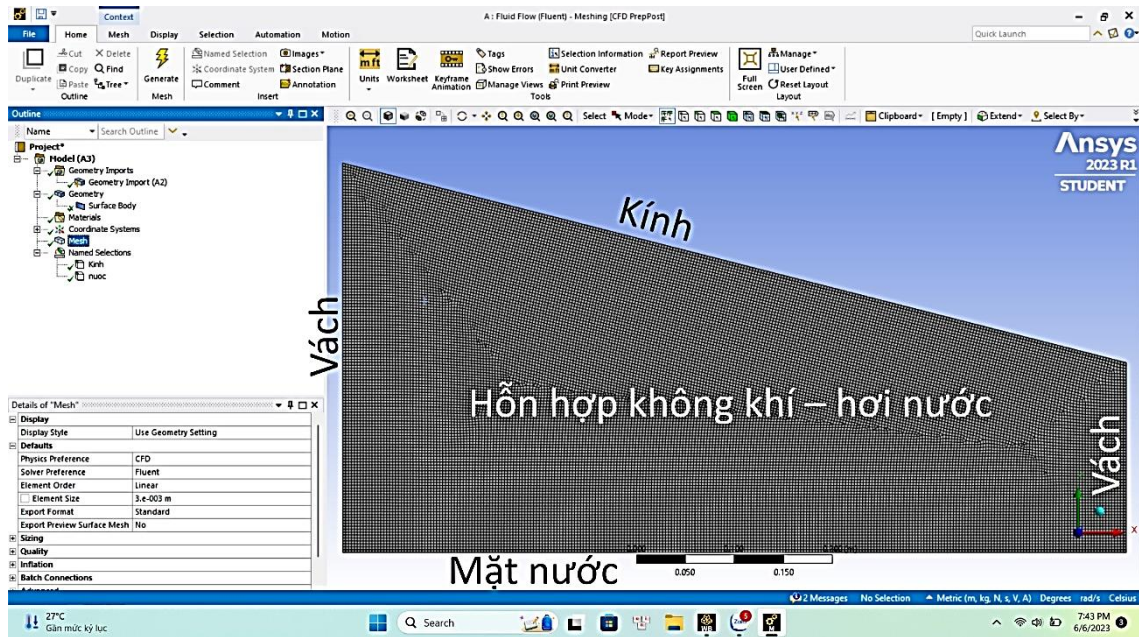 Context
A : Fluid Flow (Fluent) - Meshing [CFD PrepPost]
File Home Mesh Display Selection Automation Motion
Quick Launch
Duplicate
Cut
Copy
Paste
Delete
Find
Tree
Outline
Generate
Mesh
Named Selection
Coordinate System
Comment
Images
Section Plane
Annotation
Insert
Units
Worksheet
Keyframe
Animation
Tags
Show Errors
Manage Views
Selection Information
Unit Converter
Print Preview
Report Preview
Key Assignments
Tools
Full
Screen
Manage
User Defined
Reset Layout
Layout
Outline
Select Mode Clipboard [Empty] Extend Select By
Name Search Outline
Project*
Model (A3)
Geometry Imports
Geometry Import (A2)
Geometry
Surface Body
Materials
Coordinate Systems
Mesh
Named Selections
Kinh
nuoc
Ansys
2023 R1
STUDENT
Kính
Vách
Hỗn hợp không khí – hơi nước
Vách
Mặt nước
0.050 0.150
X
Details of "Mesh"
Display
Display Style Use Geometry Setting
Defaults
Physics Preference CFD
Solver Preference Fluent
Element Order Linear
Element Size 3.e-003 m
Export Format Standard
Export Preview Surface Mesh No
Sizing
Quality
Inflation
Batch Connections
2 Messages No Selection Metric (m, kg, N, s, V, A) Degrees rad/s Celsius
27°C
Gần mức kỷ lục
Search
7:43 PM
6/6/2023